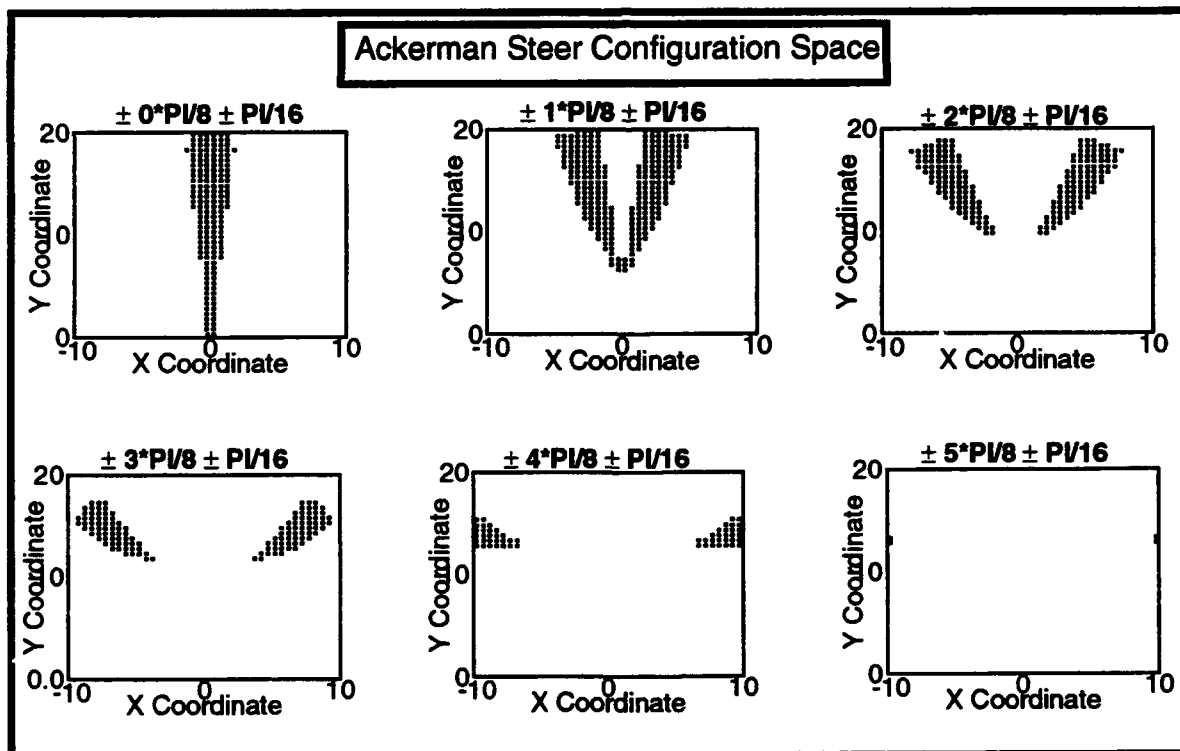 Ackerman Steer Configuration Space
± 0*PI/8 ± PI/16
20
Y Coordinate
0
0
-10
0
10
X Coordinate
± 1*PI/8 ± PI/16
20
Y Coordinate
0
0
-10
0
10
X Coordinate
± 2*PI/8 ± PI/16
20
Y Coordinate
0
0
-10
0
10
X Coordinate
± 3*PI/8 ± PI/16
20
Y Coordinate
0
0.0
-10
0
10
X Coordinate
± 4*PI/8 ± PI/16
20
Y Coordinate
0
0
-10
0
10
X Coordinate
± 5*PI/8 ± PI/16
20
Y Coordinate
0
0
-10
0
10
X Coordinate